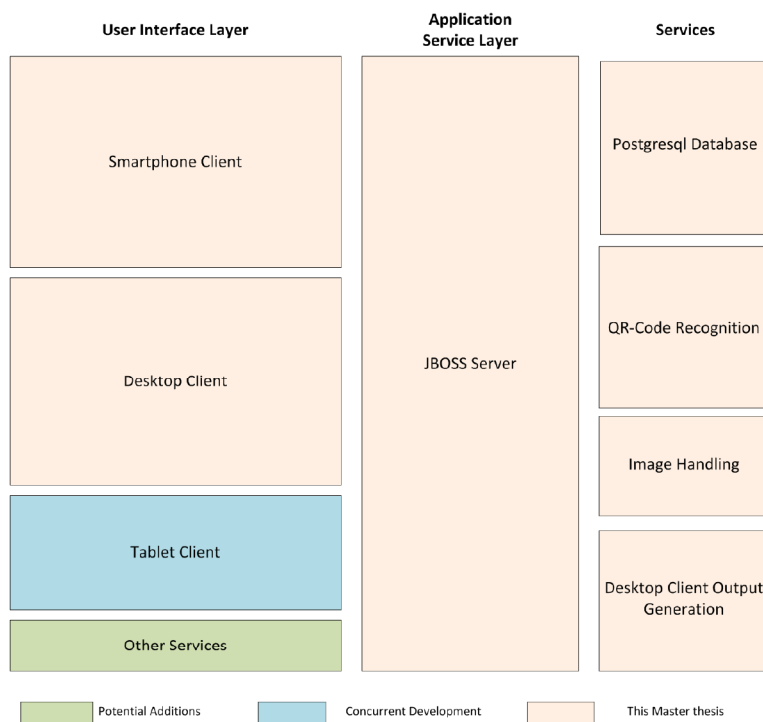 User Interface Layer
Application
Service Layer
Services
Smartphone Client
Desktop Client
Tablet Client
Other Services
JBOSS Server
Postgresql Database
QR-Code Recognition
Image Handling
Desktop Client Output
Generation
Potential Additions
Concurrent Development
This Master thesis